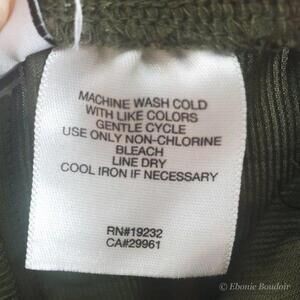 MACHINE WASH COLD
WITH LIKE COLORS
GENTLE CYCLE
USE ONLY NON-CHLORINE
BLEACH
LINE DRY
COOL IRON IF NECESSARY
RN#19232
CA#29961
© Ebonie Boudoir